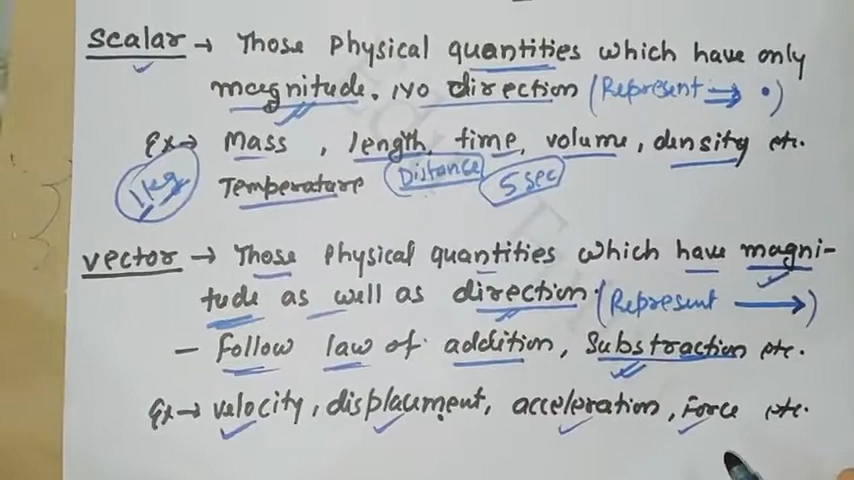 Scalar → Those Physical quantities which have only
magnitude. No direction (Represent ⇒ •)
Ex→ Mass, length, time, volume, density etc.
1 kg Temperature Distance 5 sec
Vector → Those Physical quantities which have magni-
tude as well as direction. (Represent →)
- Follow law of addition, Substraction etc.
Ex→ velocity, displacement, acceleration, Force etc.